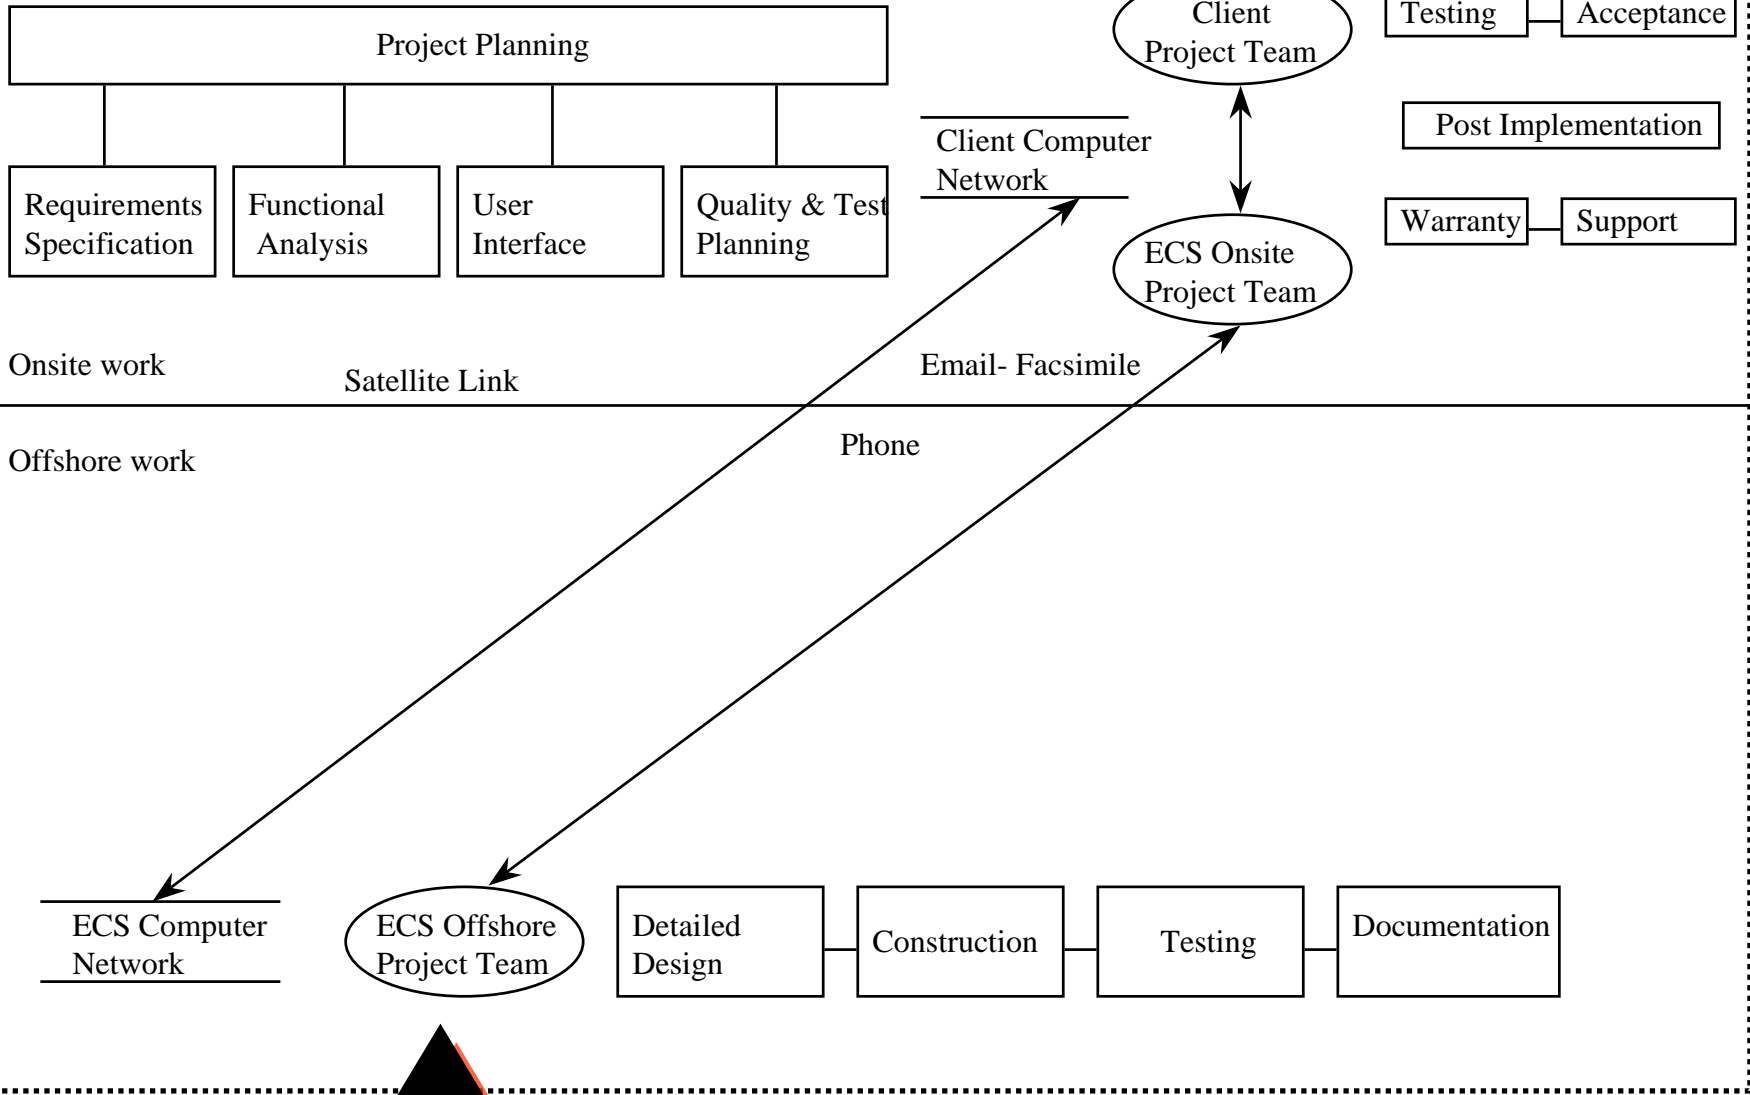 Project Planning
Client
Project Team
Testing
Acceptance
Client Computer
Network
Post Implementation
Requirements
Specification
Functional
Analysis
User
Interface
Quality & Test
Planning
Warranty
Support
ECS Onsite
Project Team
Onsite work
Satellite Link
Email- Facsimile
Phone
Offshore work
ECS Computer
Network
ECS Offshore
Project Team
Detailed
Design
Construction
Testing
Documentation